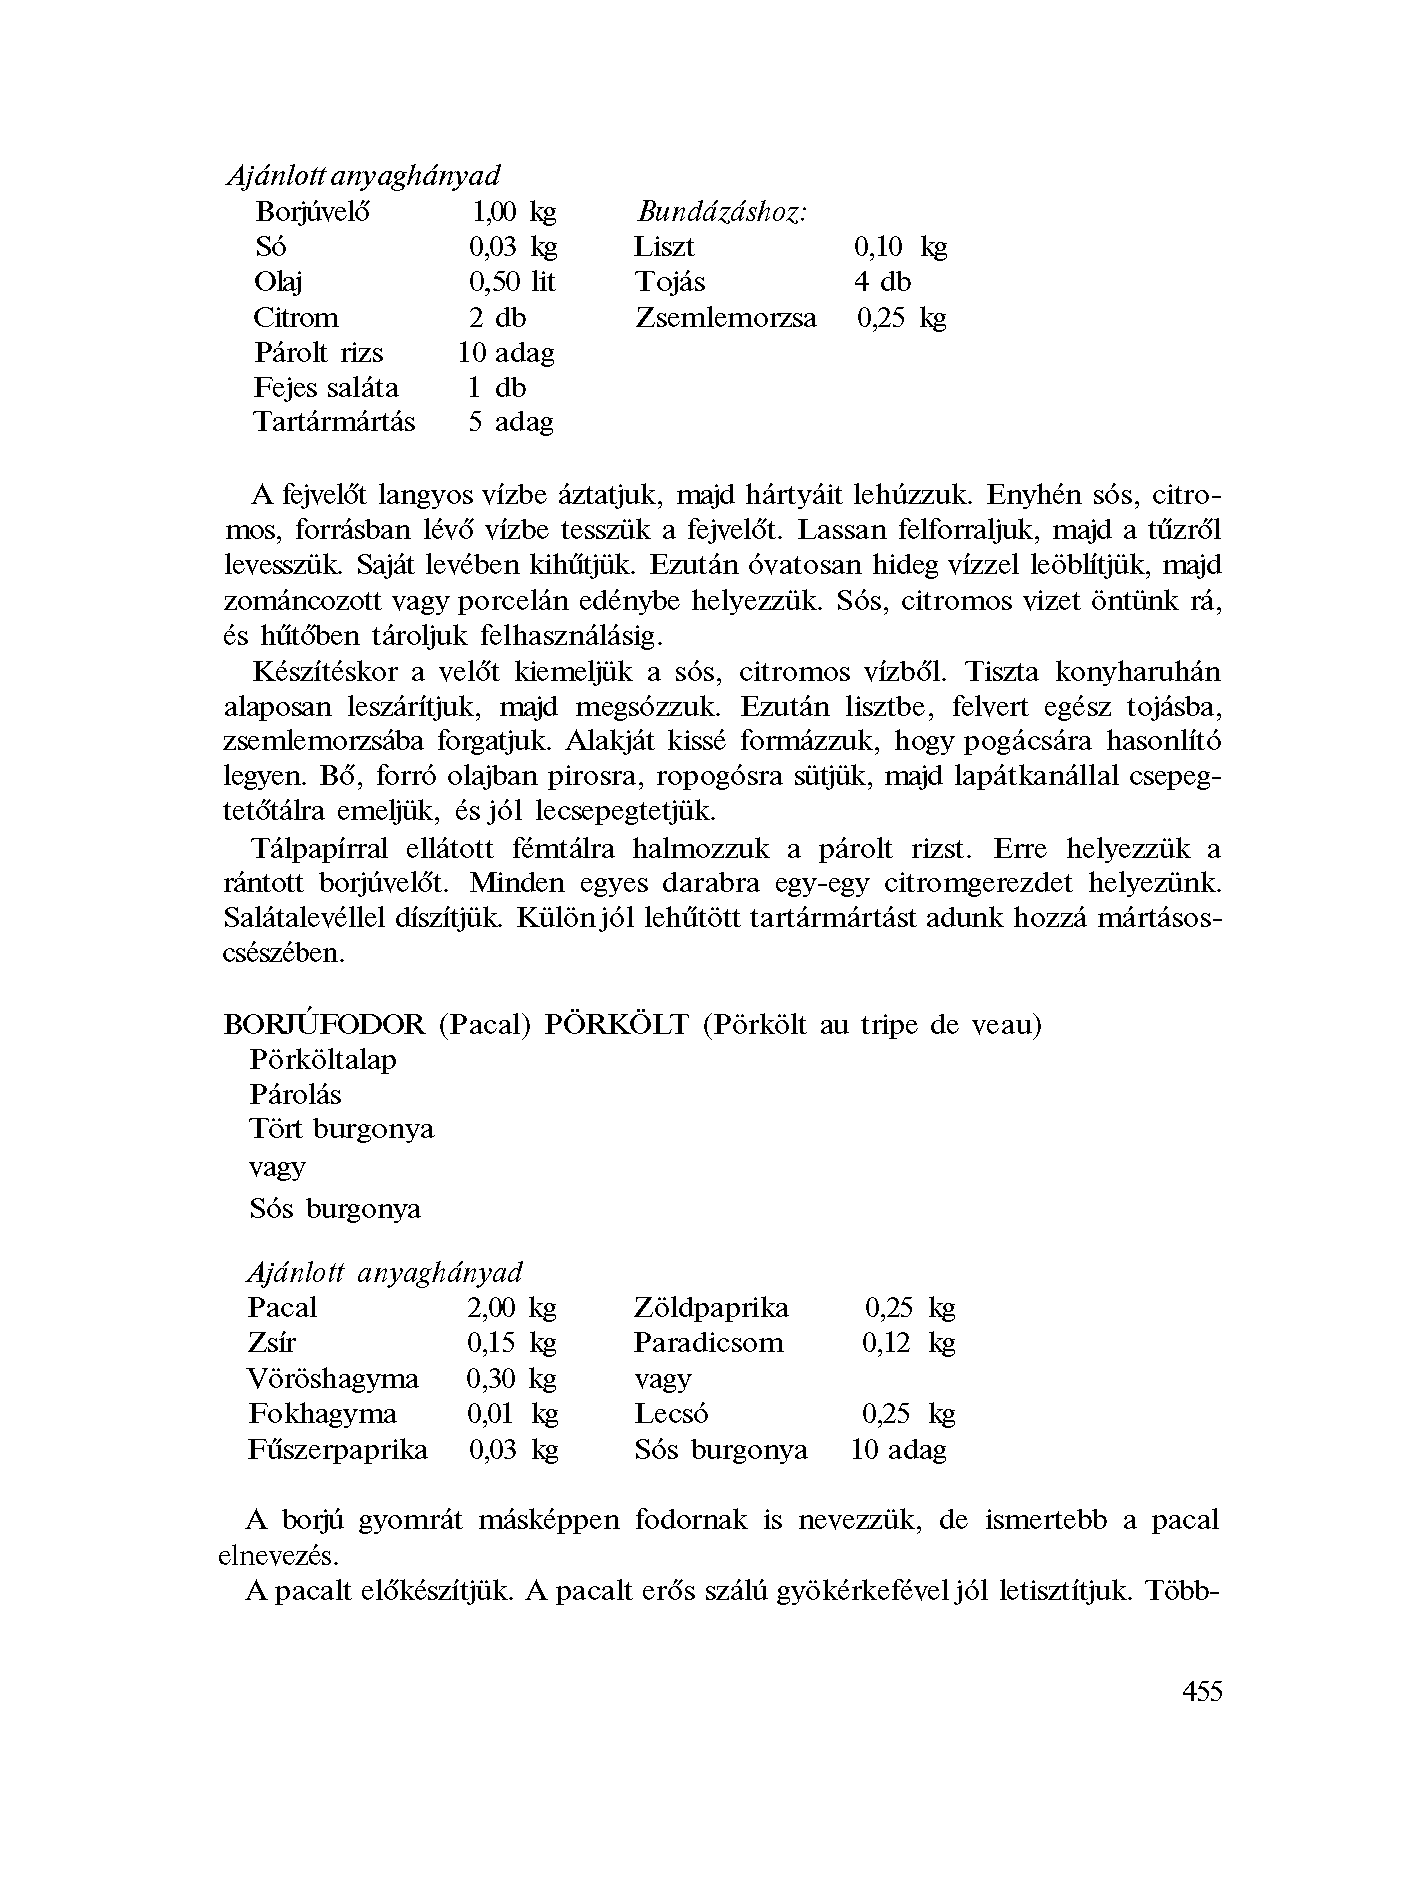 Ajánlott anyaghányad
Borjúvelő 1,00 kg Bundázáshoz:
Só 0,03 kg Liszt 0,10 kg
Olaj 0,50 lit Tojás 4 db
Citrom 2 db Zsemlemorzsa 0,25 kg
Párolt rizs 10 adag
Fejes saláta 1 db
Tartármártás 5 adag
A fejvelőt langyos vízbe áztatjuk, majd hártyáit lehúzzuk. Enyhén sós, citro-
mos, forrásban lévő vízbe tesszük a fejvelőt. Lassan felforraljuk, majd a tűzről
levesszük. Saját levében kihűtjük. Ezután óvatosan hideg vízzel leöblítjük, majd
zománcozott vagy porcelán edénybe helyezzük. Sós, citromos vizet öntünk rá,
és hűtőben tároljuk felhasználásig.
Készítéskor a velőt kiemeljük a sós, citromos vízből. Tiszta konyharuhán
alaposan leszárítjuk, majd megsózzuk. Ezután lisztbe, felvert egész tojásba,
zsemlemorzsába forgatjuk. Alakját kissé formázzuk, hogy pogácsára hasonlító
legyen. Bő, forró olajban pirosra, ropogósra sütjük, majd lapátkanállal csepeg-
tetőtálra emeljük, és jól lecsepegtetjük.
Tálpapírral ellátott fémtálra halmozzuk a párolt rizst. Erre helyezzük a
rántott borjúvelőt. Minden egyes darabra egy-egy citromgerezdet helyezünk.
Salátalevéllel díszítjük. Külön jól lehűtött tartármártást adunk hozzá mártásos-
csészében.
BORJÚFODOR (Pacal) PÖRKÖLT (Pörkölt au tripe de veau)
Pörköltalap
Párolás
Tört burgonya
vagy
Sós burgonya
Ajánlott anyaghányad
Pacal 2,00 kg Zöldpaprika 0,25 kg
Zsír 0,15 kg Paradicsom 0,12 kg
Vöröshagyma 0,30 kg vagy
Fokhagyma 0,01 kg Lecsó 0,25 kg
Fűszerpaprika 0,03 kg Sós burgonya 10 adag
A borjú gyomrát másképpen fodornak is nevezzük, de ismertebb a pacal
elnevezés.
A pacalt előkészítjük. A pacalt erős szálú gyökérkefével jól letisztítjuk. Több-
455